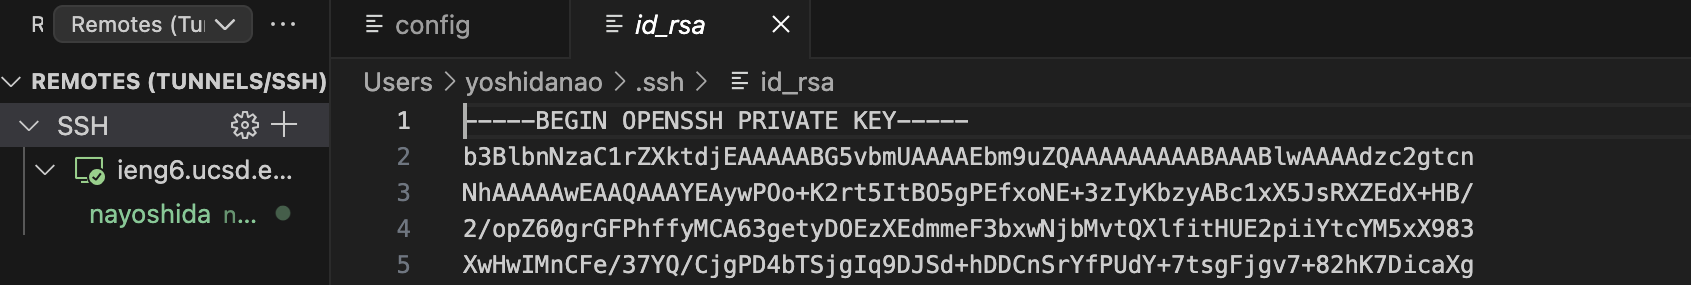 R Remotes (Tu ...
config
id_rsa
REMOTES (TUNNELS/SSH)
Users > yoshidanao > .ssh > id_rsa
SSH
ieng6.ucsd.e...
nayoshida n...
1 -----BEGIN OPENSSH PRIVATE KEY-----
2 b3BlbnNzaC1rZXktdjEAAAAABG5vbmUAAAAEbm9uZQAAAAAAAAABAAABlwAAAAdzc2gtcn
3 NhAAAAAwEAAQAAAYEAywPOo+K2rt5ItBO5gPEfxoNE+3zIyKbzyABc1xX5JsRXZEdX+HB/
4 2/opZ60grGFPhffyMCA63getyDOEzXEdmmeF3bxwNjbMvtQXlfitHUE2piiYtcYM5xX983
5 XwHwIMnCFe/37YQ/CjgPD4bTSjgIq9DJSd+hDDCnSrYfPUdY+7tsgFjgv7+82hK7DicaXg